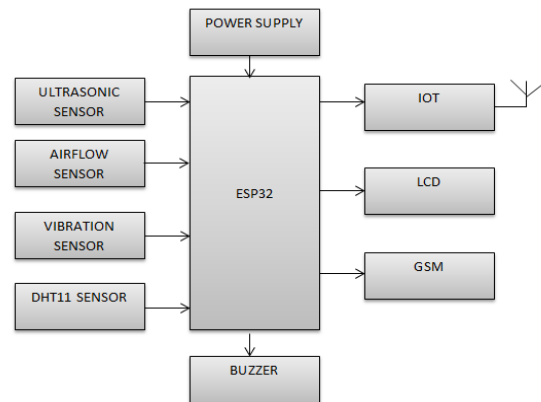 POWER SUPPLY
ULTRASONIC
SENSOR
AIRFLOW
SENSOR
VIBRATION
SENSOR
DHT11 SENSOR
ESP32
IOT
LCD
GSM
BUZZER